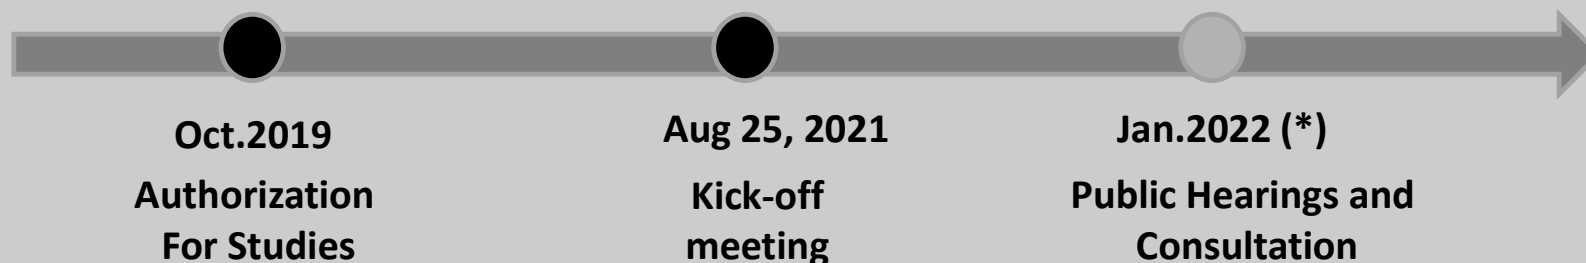 Oct.2019
Authorization
For Studies
Aug 25, 2021
Kick-off
meeting
Jan.2022 (*)
Public Hearings and
Consultation